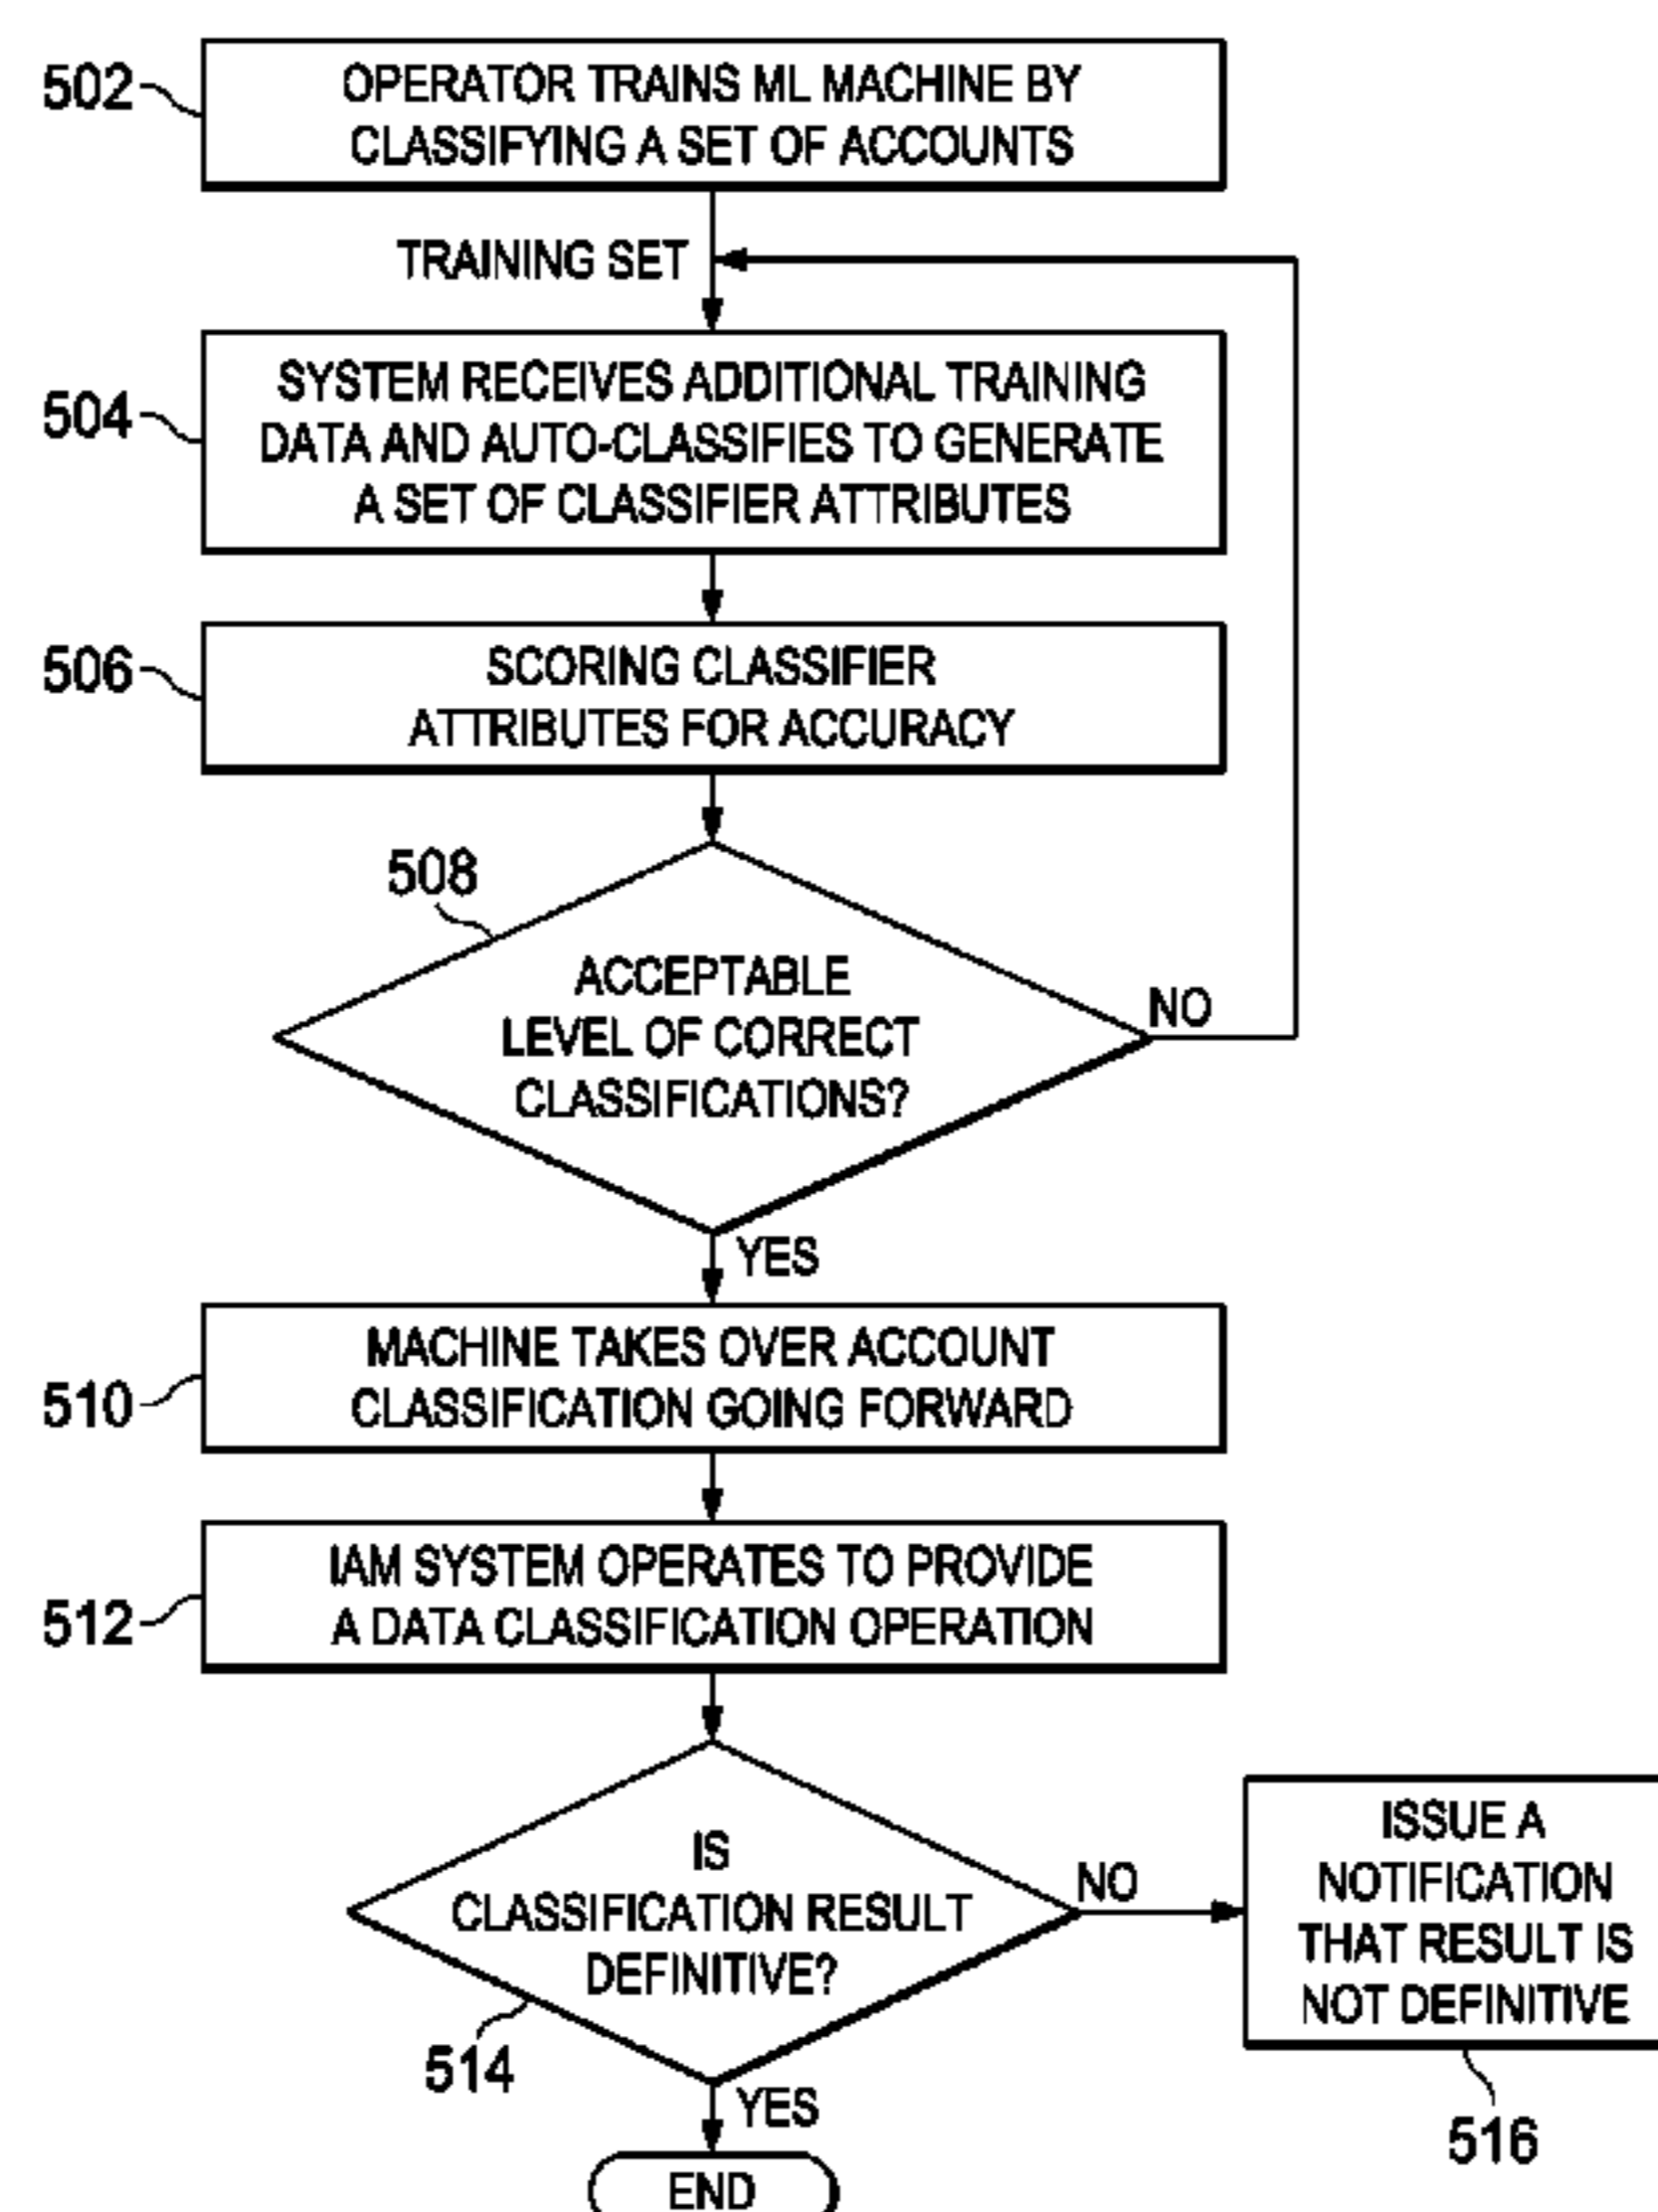 502
OPERATOR TRAINS ML MACHINE BY
CLASSIFYING A SET OF ACCOUNTS
TRAINING SET
504
SYSTEM RECEIVES ADDITIONAL TRAINING
DATA AND AUTO-CLASSIFIES TO GENERATE
A SET OF CLASSIFIER ATTRIBUTES
506
SCORING CLASSIFIER
ATTRIBUTES FOR ACCURACY
508
ACCEPTABLE
LEVEL OF CORRECT
CLASSIFICATIONS?
NO
YES
510
MACHINE TAKES OVER ACCOUNT
CLASSIFICATION GOING FORWARD
512
IAM SYSTEM OPERATES TO PROVIDE
A DATA CLASSIFICATION OPERATION
IS
CLASSIFICATION RESULT
DEFINITIVE?
514
NO
ISSUE A
NOTIFICATION
THAT RESULT IS
NOT DEFINITIVE
516
YES
END